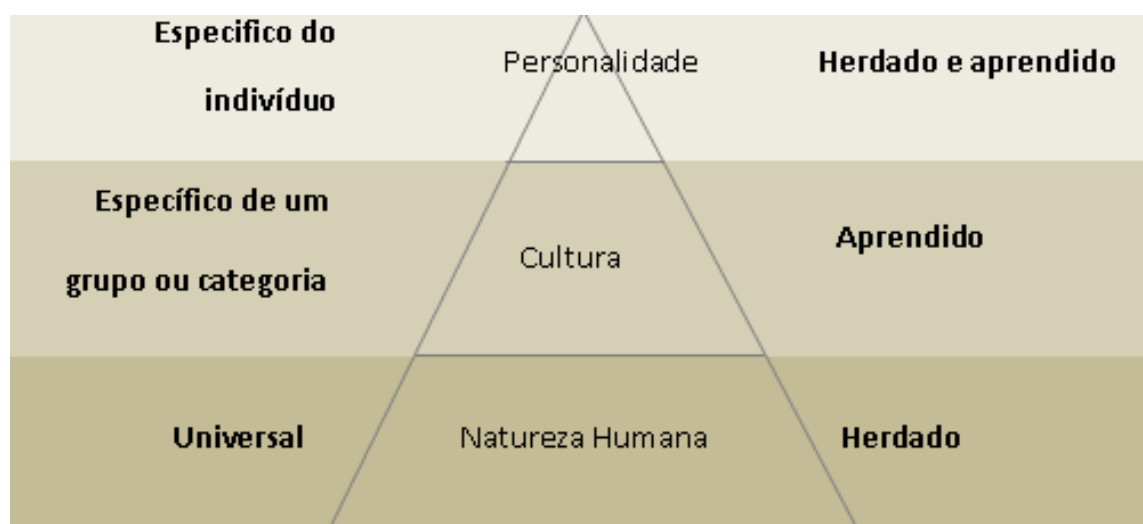 Especifico do
indivíduo
Personalidade
Herdado e aprendido
Específico de um
grupo ou categoria
Cultura
Aprendido
Universal
Natureza Humana
Herdado